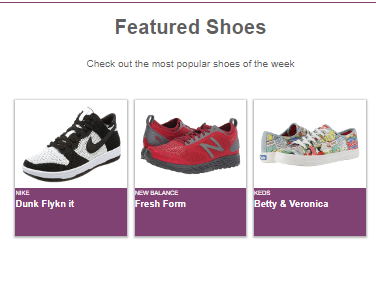 Featured Shoes
Check out the most popular shoes of the week
NIKE
Dunk Flykn it
NEW BALANCE
Fresh Form
KEDS
Betty & Veronica